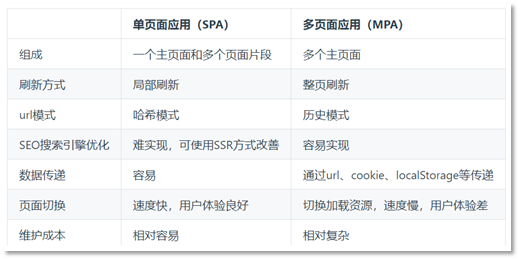 单页面应用（SPA） 多页面应用（MPA）
组成 一个主页面和多个页面片段 多个主页面
刷新方式 局部刷新 整页刷新
url模式 哈希模式 历史模式
SEO搜索引擎优化 难实现，可使用SSR方式改善 容易实现
数据传递 容易 通过url、cookie、localStorage等传递
页面切换 速度快，用户体验良好 切换加载资源，速度慢，用户体验差
维护成本 相对容易 相对复杂